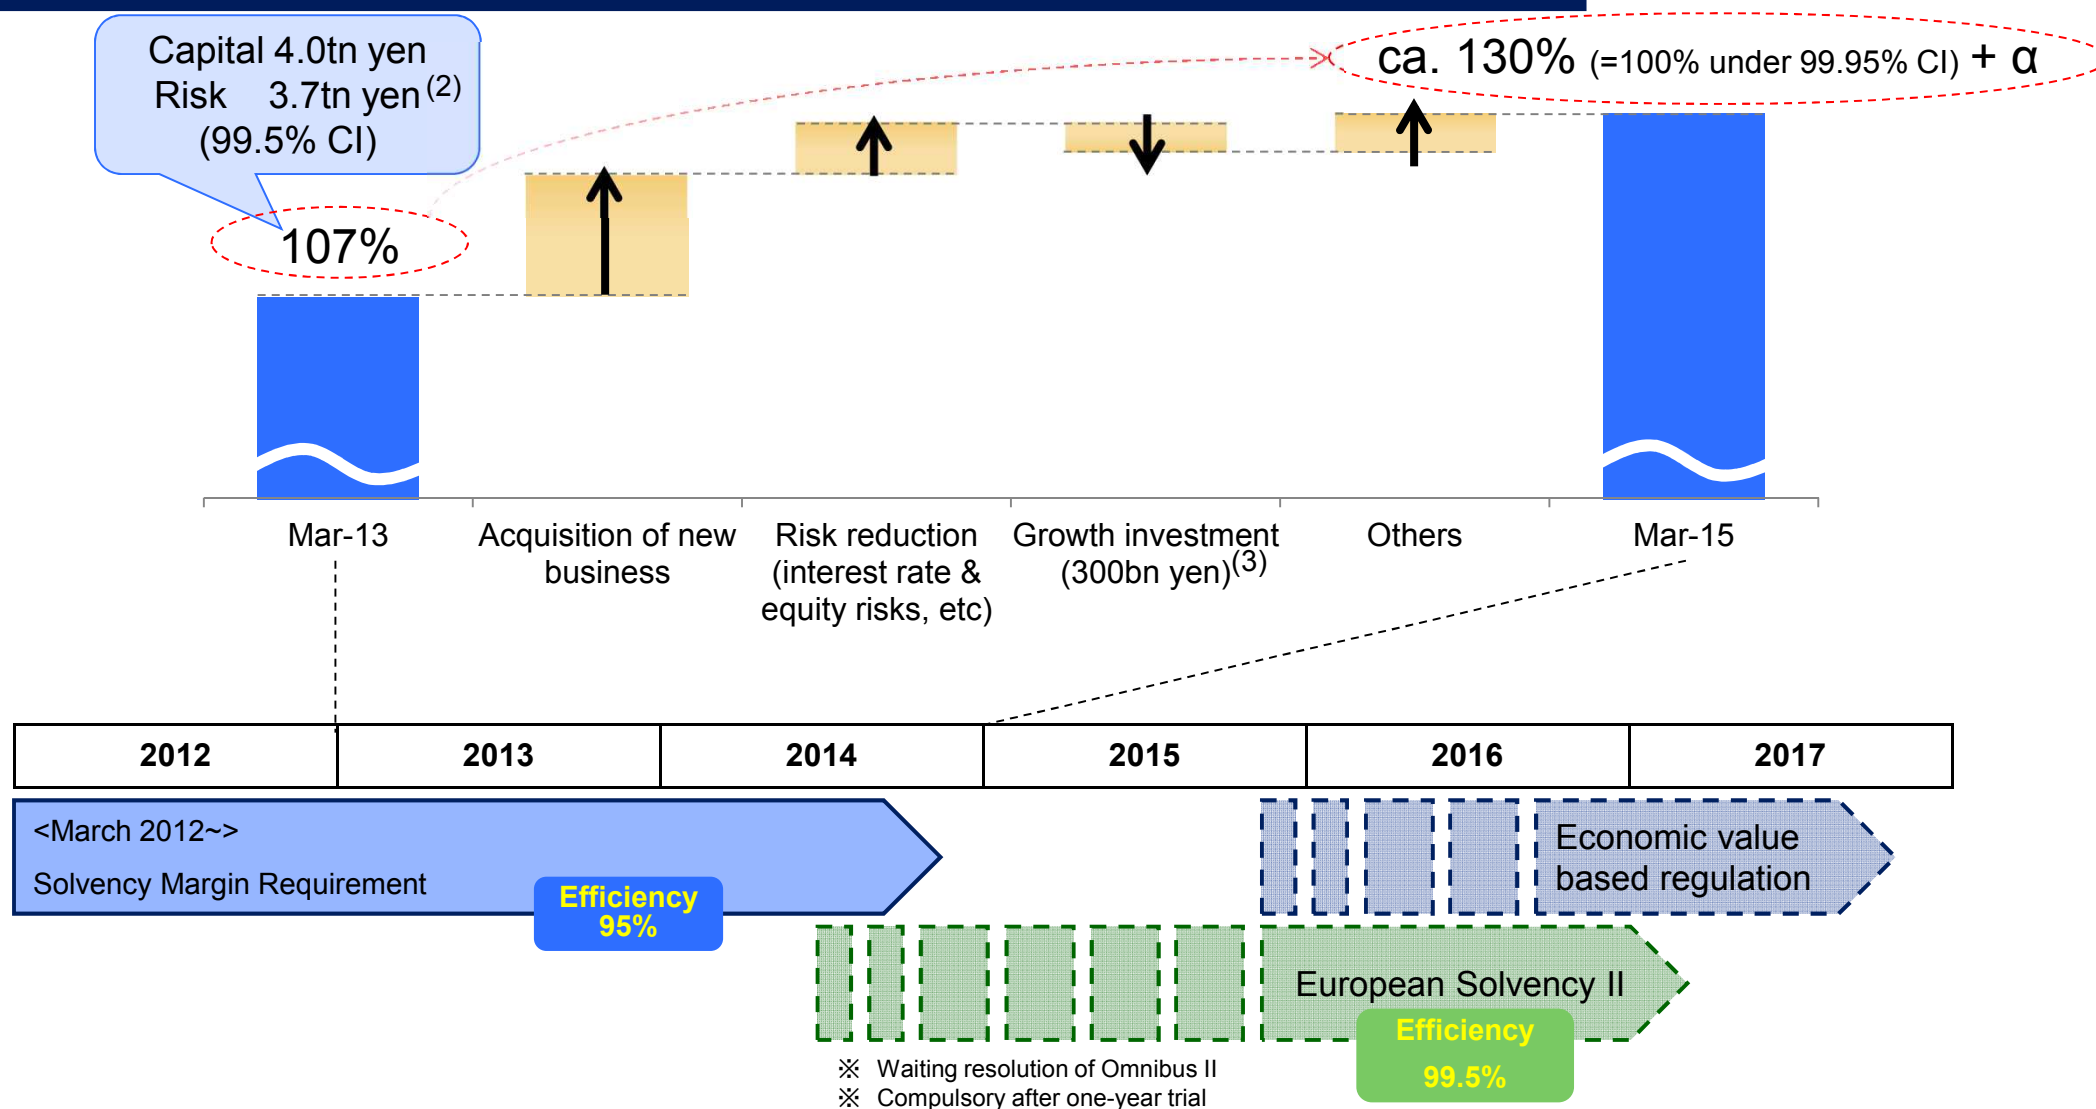 Capital 4.0tn yen
Risk 3.7tn yen (2)
(99.5% CI)
ca. 130% (=100% under 99.95% CI) + α
107%
Mar-13
Acquisition of new
business
Risk reduction
(interest rate &
equity risks, etc)
Growth investment
(300bn yen)(3)
Others
Mar-15
2012 2013 2014 2015 2016 2017
<March 2012~>
Solvency Margin Requirement
Efficiency
95%
Economic value
based regulation
European Solvency II
Efficiency
99.5%
※ Waiting resolution of Omnibus II
※ Compulsory after one-year trial